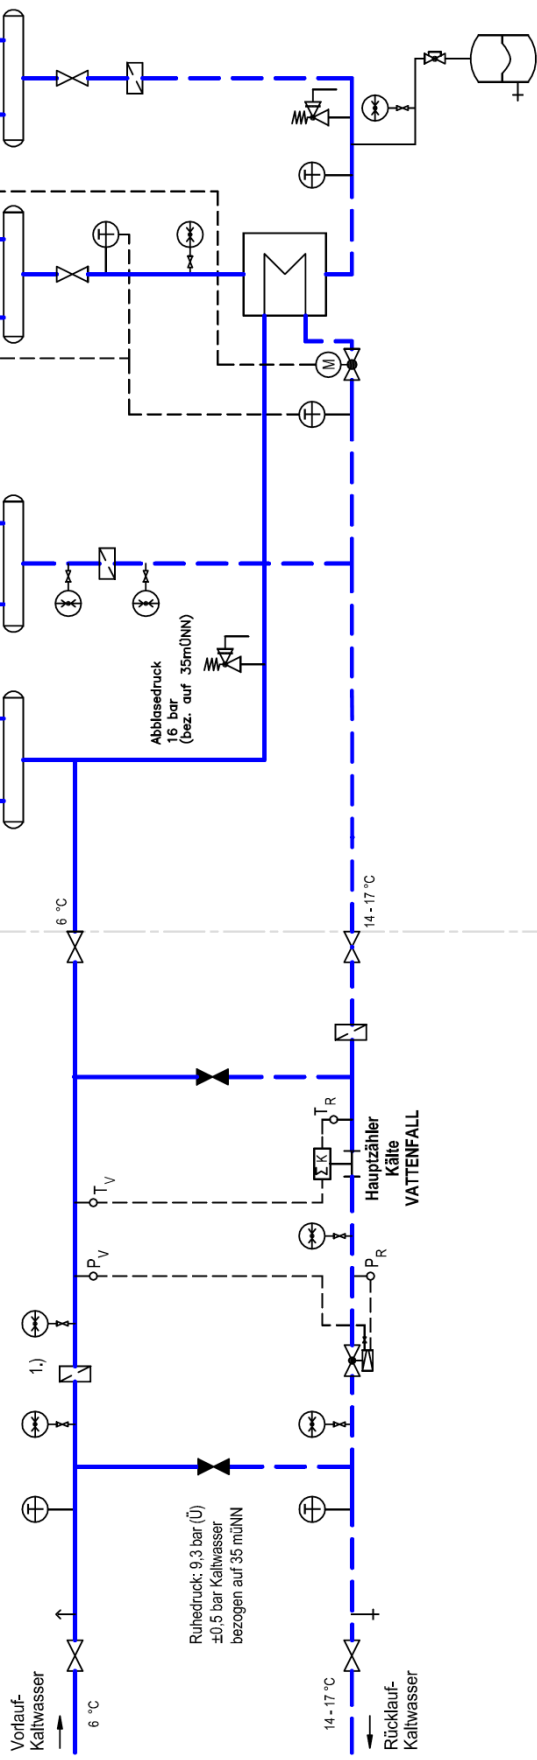 T
T
M
T
Abblasedruck
16 bar
(bez. auf 35müNN)
6 °C
14 - 17 °C
T R
Σ K
Hauptzähler
Kälte
VATTENFALL
T V
P V
P R
1.)
T
T
Ruhedruck: 9,3 bar (Ü)
±0,5 bar Kaltwasser
bezogen auf 35 müNN
Vorlauf-
Kaltwasser
6 °C
14 - 17 °C
Rücklauf-
Kaltwasser